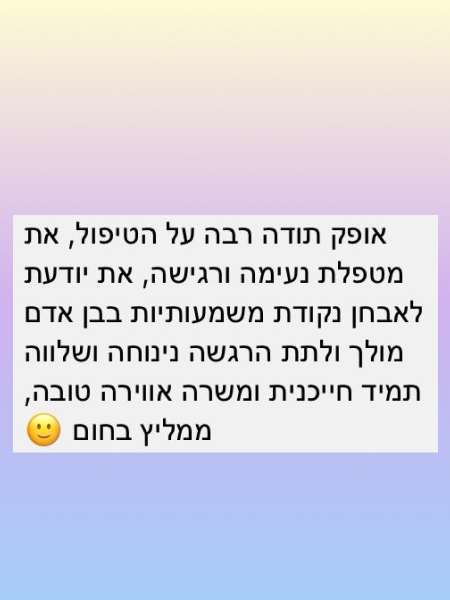 אופק תודה רבה על הטיפול, את
מטפלת נעימה ורגישה, את יודעת
לאבחן נקודת משמעותיות בבן אדם
מולך ולתת הרגשה נינוחה ושלווה
תמיד חייכנית ומשרה אווירה טובה,
ממליץ בחום 🙂